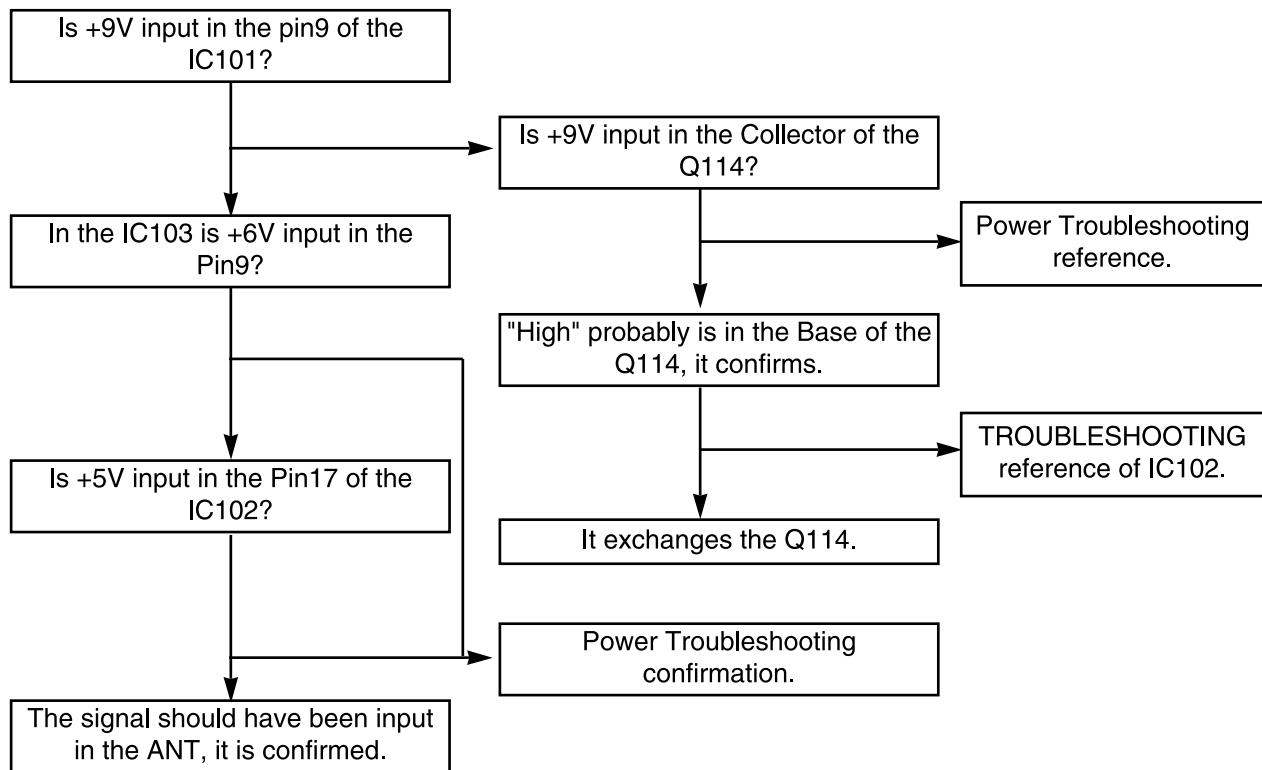 Is +9V input in the pin9 of the
IC101?
Is +9V input in the Collector of the
Q114?
In the IC103 is +6V input in the
Pin9?
Power Troubleshooting
reference.
"High" probably is in the Base of the
Q114, it confirms.
TROUBLESHOOTING
reference of IC102.
Is +5V input in the Pin17 of the
IC102?
It exchanges the Q114.
Power Troubleshooting
confirmation.
The signal should have been input
in the ANT, it is confirmed.